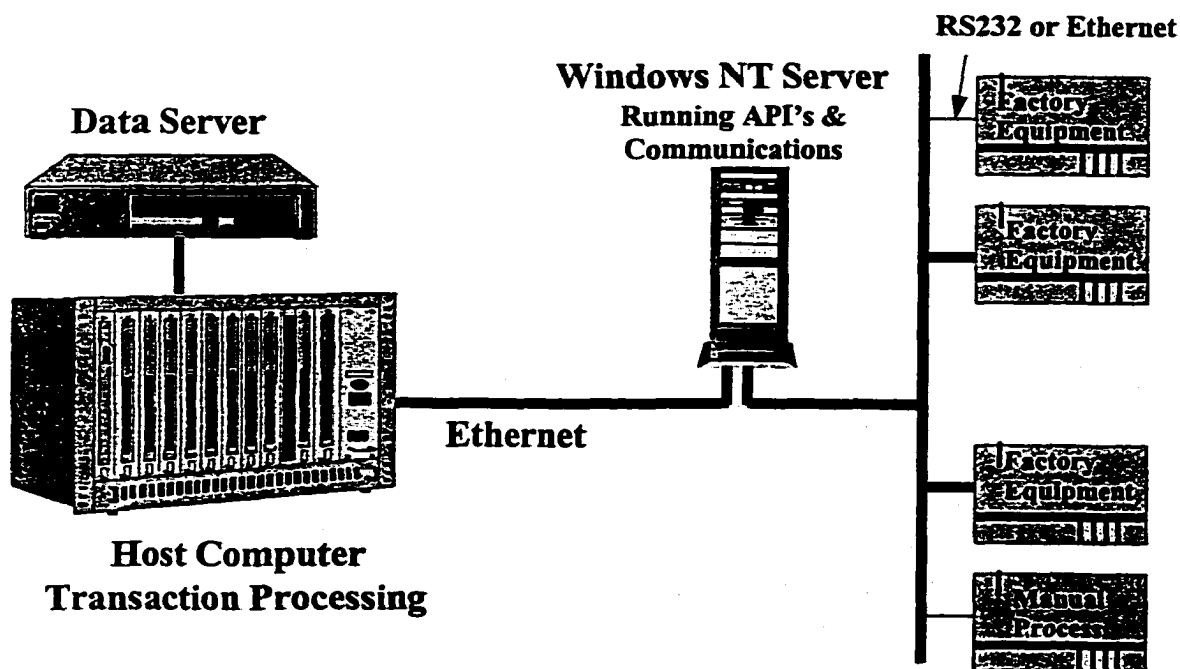 RS232 or Ethernet
Windows NT Server
Running API's &
Communications
Data Server
Factory
Equipment
Factory
Equipment
Ethernet
Factory
Equipment
Host Computer
Transaction Processing
Manual
Process